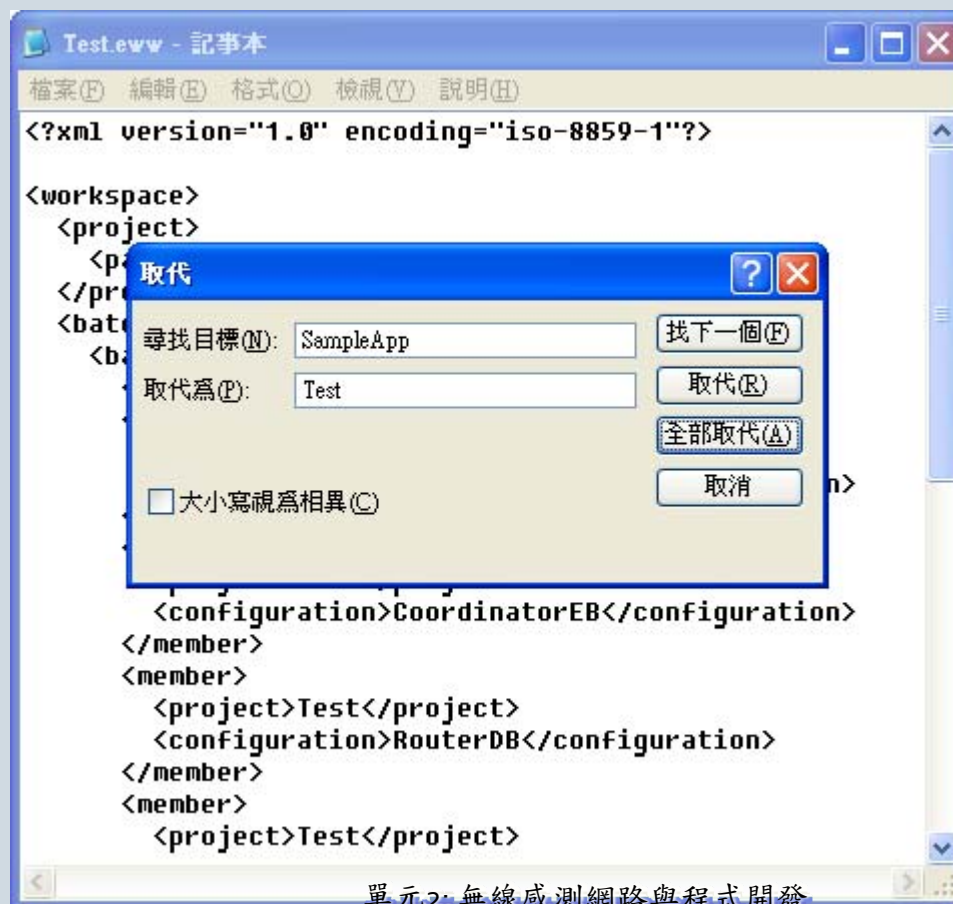 Test.eww - 記事本
檔案(F) 編輯(E) 格式(O) 檢視(V) 說明(H)
<?xml version="1.0" encoding="iso-8859-1"?>
<workspace>
<project>
<pa
</pro
<batc
<ba
取代
尋找目標(N): SampleApp
找下一個(F)
取代為(P): Test
取代(R)
全部取代(A)
取消
大小寫視為相異(C)
n>
<configuration>CoordinatorEB</configuration>
</member>
<member>
<project>Test</project>
<configuration>RouterDB</configuration>
</member>
<member>
<project>Test</project>
單元2: 無線感測網路與程式開發